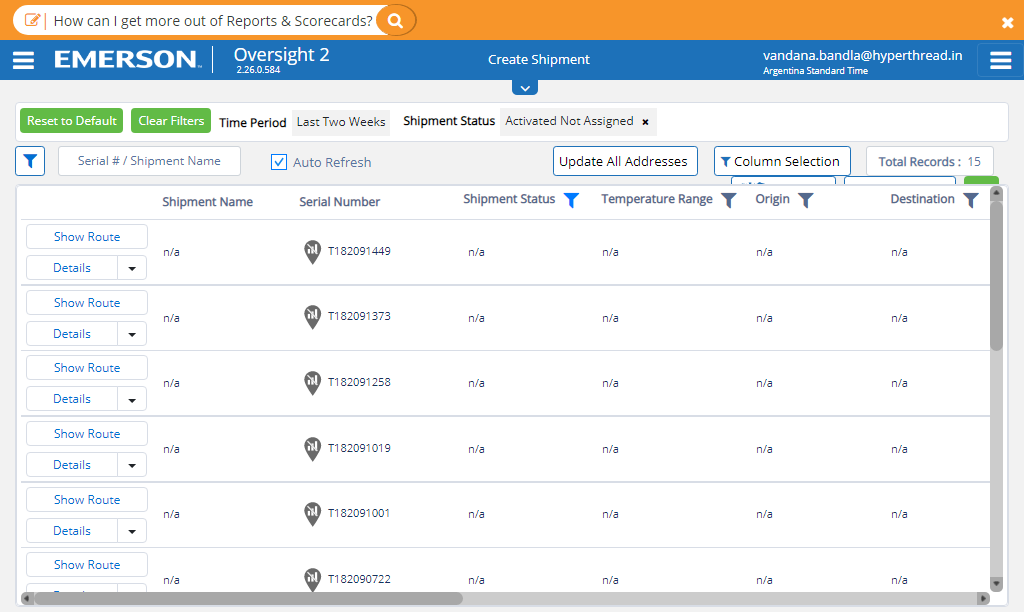 How can I get more out of Reports & Scorecards?
EMERSON
Oversight 2
2.26.0.584
Create Shipment
vandana.bandla@hyperthread.in
Argentina Standard Time
Reset to Default Clear Filters Time Period Last Two Weeks Shipment Status Activated Not Assigned ×
Serial # / Shipment Name Auto Refresh Update All Addresses Column Selection Total Records : 15
Shipment Name Serial Number Shipment Status Temperature Range Origin Destination
Show Route
n/a T182091449 n/a n/a n/a n/a
Details
Show Route
n/a T182091373 n/a n/a n/a n/a
Details
Show Route
n/a T182091258 n/a n/a n/a n/a
Details
Show Route
n/a T182091019 n/a n/a n/a n/a
Details
Show Route
n/a T182091001 n/a n/a n/a n/a
Details
Show Route
n/a T182090722 n/a n/a n/a n/a